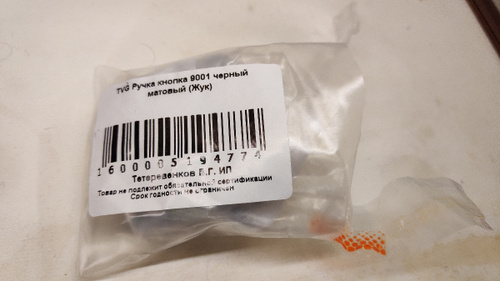 TVG Ручка кнопка 9001 черный
матовый (Жук)
1600005194774
Тетеревенков П.Г. ИП
Товар не подлежит обязательной сертификации
Срок годности не ограничен